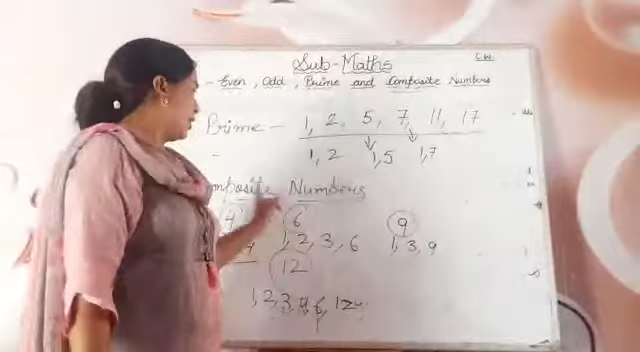 Sub-Maths
C.W.
- Even, Odd, Prime and Composite Numbers
Prime - 1, 2, 5, 7, 11, 17
1, 2 1,5 1,7
Numbers
4 6 9
1, 2, 3, 6 1, 3, 9
12
1, 2, 3, 4, 6, 12